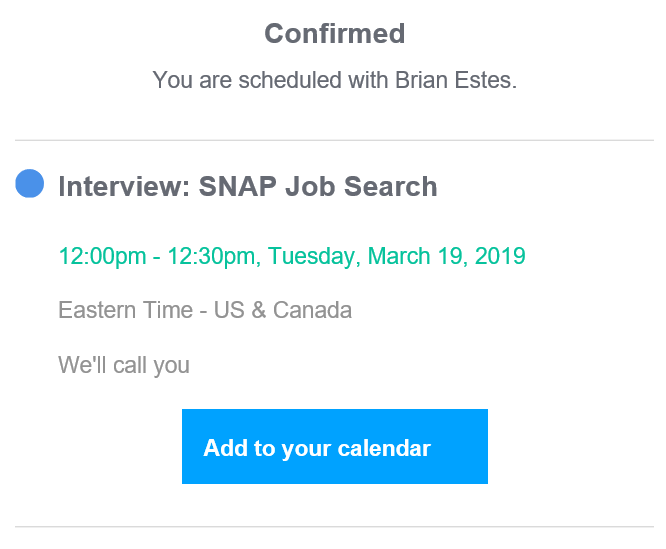 Confirmed
You are scheduled with Brian Estes.
Interview: SNAP Job Search
12:00pm - 12:30pm, Tuesday, March 19, 2019
Eastern Time - US & Canada
We'll call you
Add to your calendar